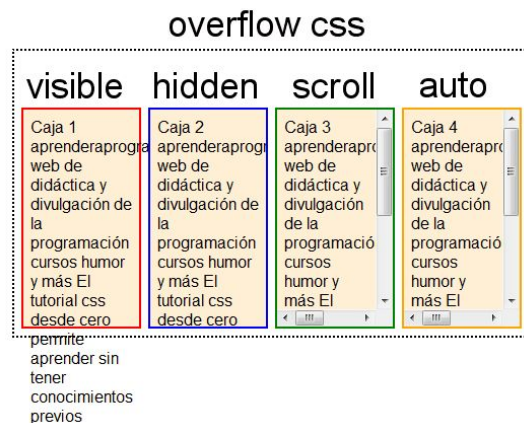 overflow css
visible hidden scroll auto
Caja 1
aprenderaprogra
web de
didáctica y
divulgación de
la
programación
cursos humor
y más El
tutorial css
desde cero
permite
aprender sin
tener
conocimientos
previos
Caja 2
aprenderaprogr
web de
didáctica y
divulgación de
la
programación
cursos humor
y más El
tutorial css
desde cero
Caja 3
aprenderapro
web de
didáctica y
divulgación
de la
programació
cursos
humor y
más El
Caja 4
aprenderapro
web de
didáctica y
divulgación
de la
programació
cursos
humor y
más El